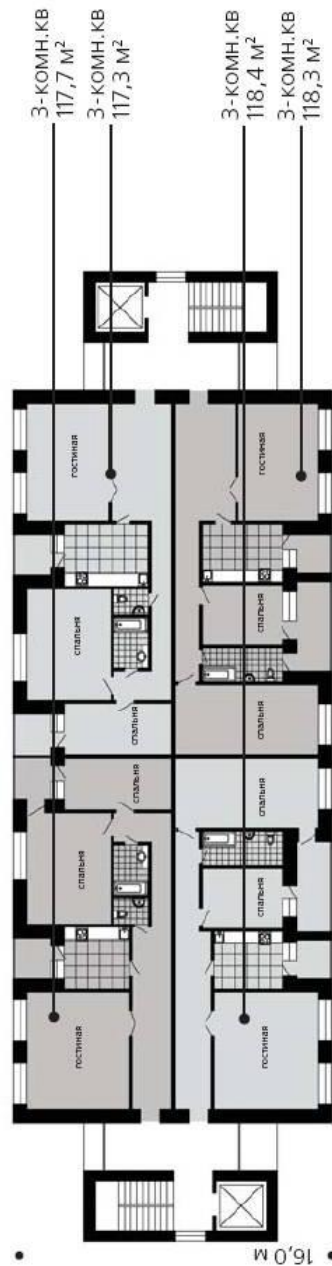 3-КОМН.КВ
117,7 М²
3-КОМН.КВ
117,3 М²
3-КОМН.КВ
118,4 М²
3-КОМН.КВ
118,3 М²
гостиная
спальня
спальня
спальня
спальня
гостиная
гостиная
спальня
спальня
спальня
спальня
гостиная
16,0 м